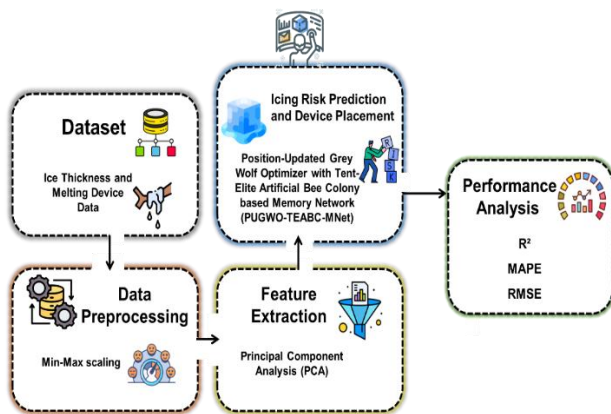 Dataset
Ice Thickness and
Melting Device
Data
Data
Preprocessing
Min-Max scaling
Feature
Extraction
Principal Component
Analysis (PCA)
Icing Risk Prediction
and Device Placement
Position-Updated Grey
Wolf Optimizer with Tent-
Elite Artificial Bee Colony
based Memory Network
(PUGWO-TEABC-MNet)
R
I
S
K
Performance
Analysis
R²
MAPE
RMSE